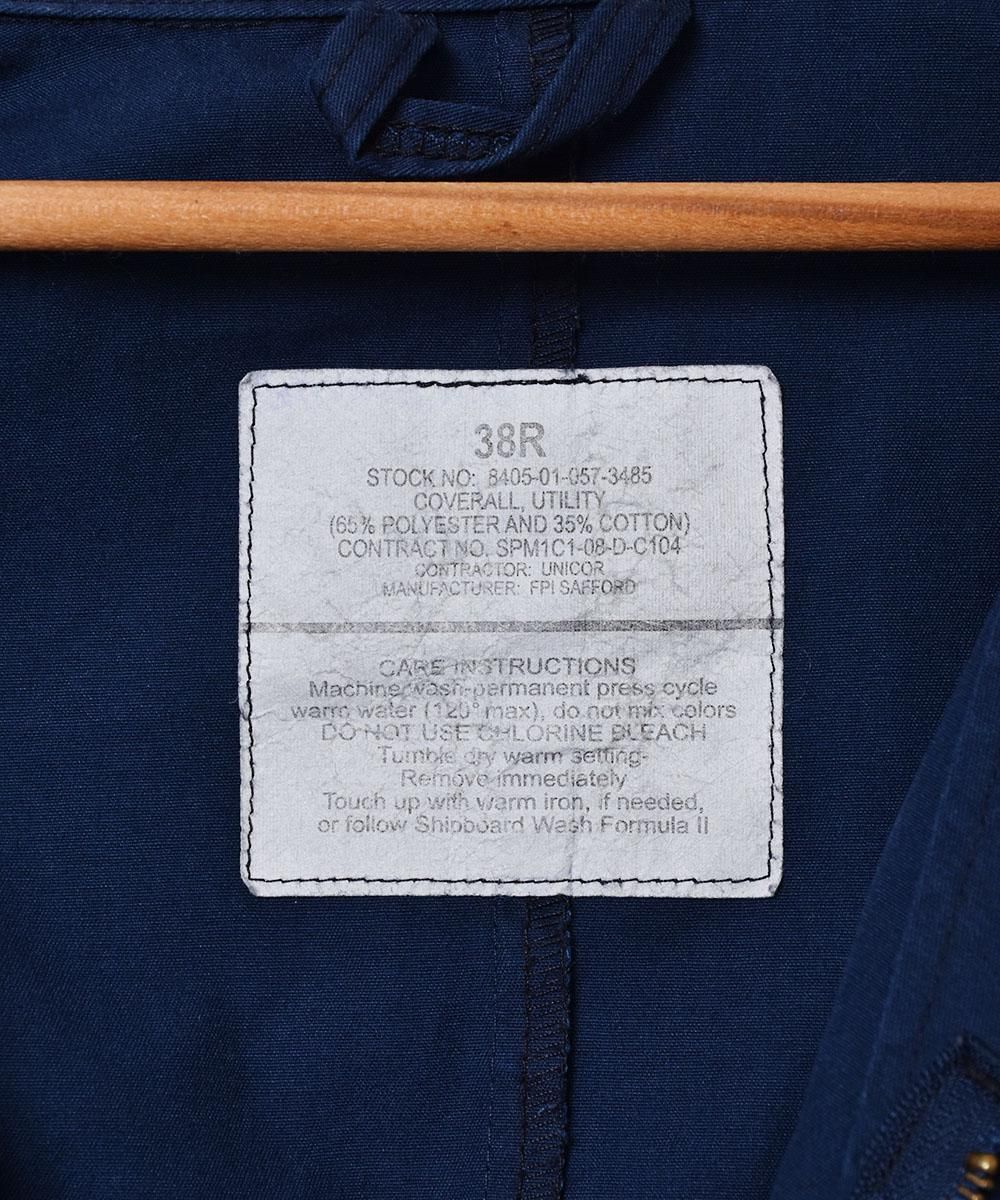 38R
STOCK NO: 8405-01-057-3485
COVERALL, UTILITY
(65% POLYESTER AND 35% COTTON)
CONTRACT NO. SPM1C1-08-D-C104
CONTRACTOR: UNICOR
MANUFACTURER: FPI SAFFORD
CARE INSTRUCTIONS
Machine wash-permanent press cycle
warm water (120° max), do not mix colors
DO NOT USE CHLORINE BLEACH
Tumble dry warm setting-
Remove immediately
Touch up with warm iron, if needed,
or follow Shipboard Wash Formula II